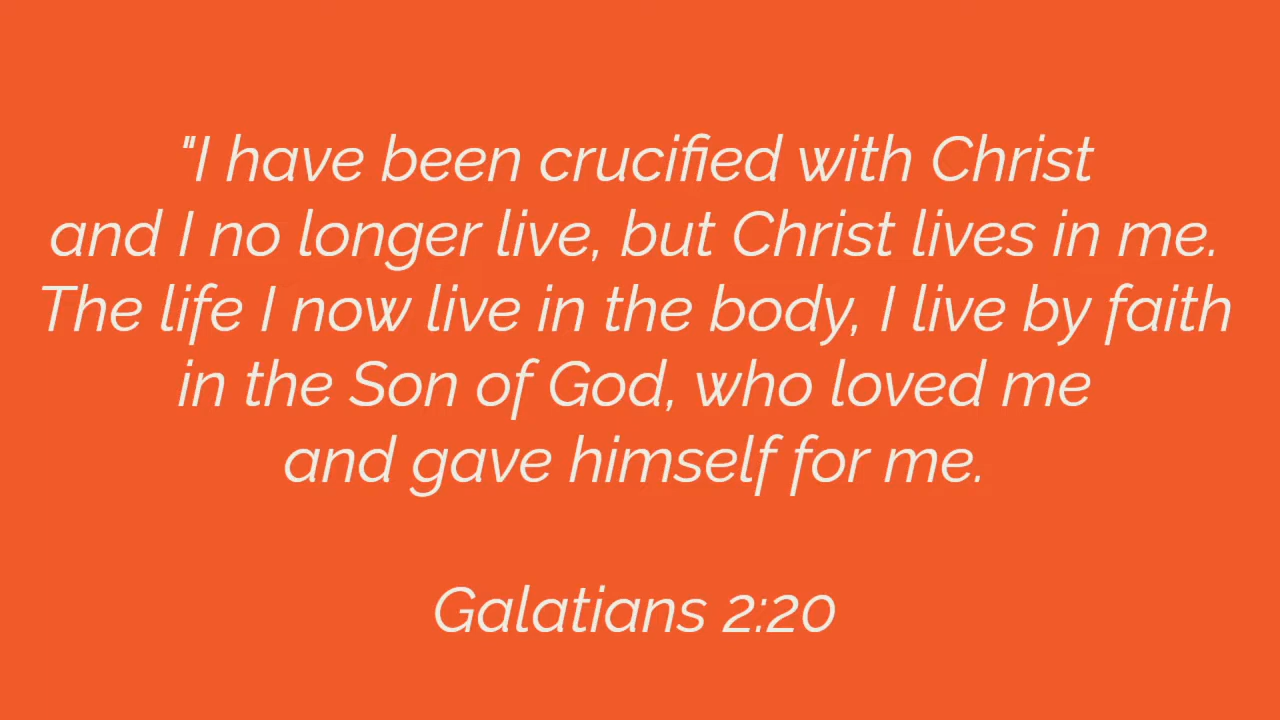 "I have been crucified with Christ
and I no longer live, but Christ lives in me.
The life I now live in the body, I live by faith
in the Son of God, who loved me
and gave himself for me.
Galatians 2:20